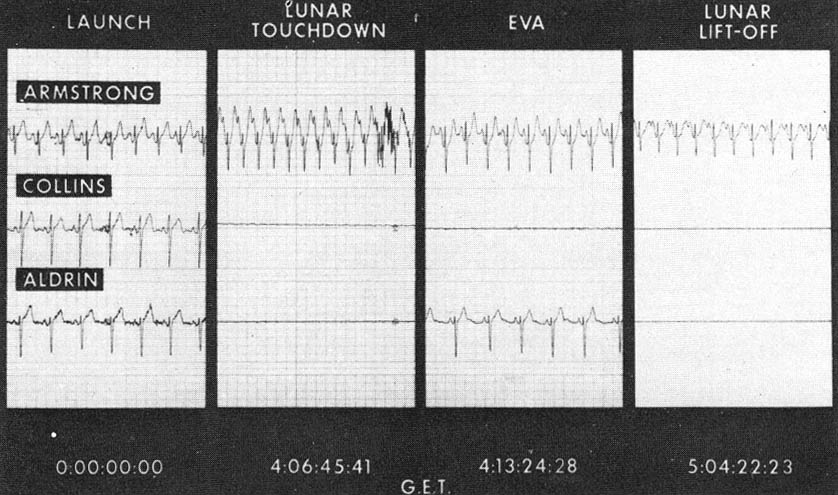 LAUNCH
LUNAR
TOUCHDOWN
EVA
LUNAR
LIFT-OFF
ARMSTRONG
COLLINS
ALDRIN
0:00:00:00
4:06:45:41
4:13:24:28
5:04:22:23
G.E.T.